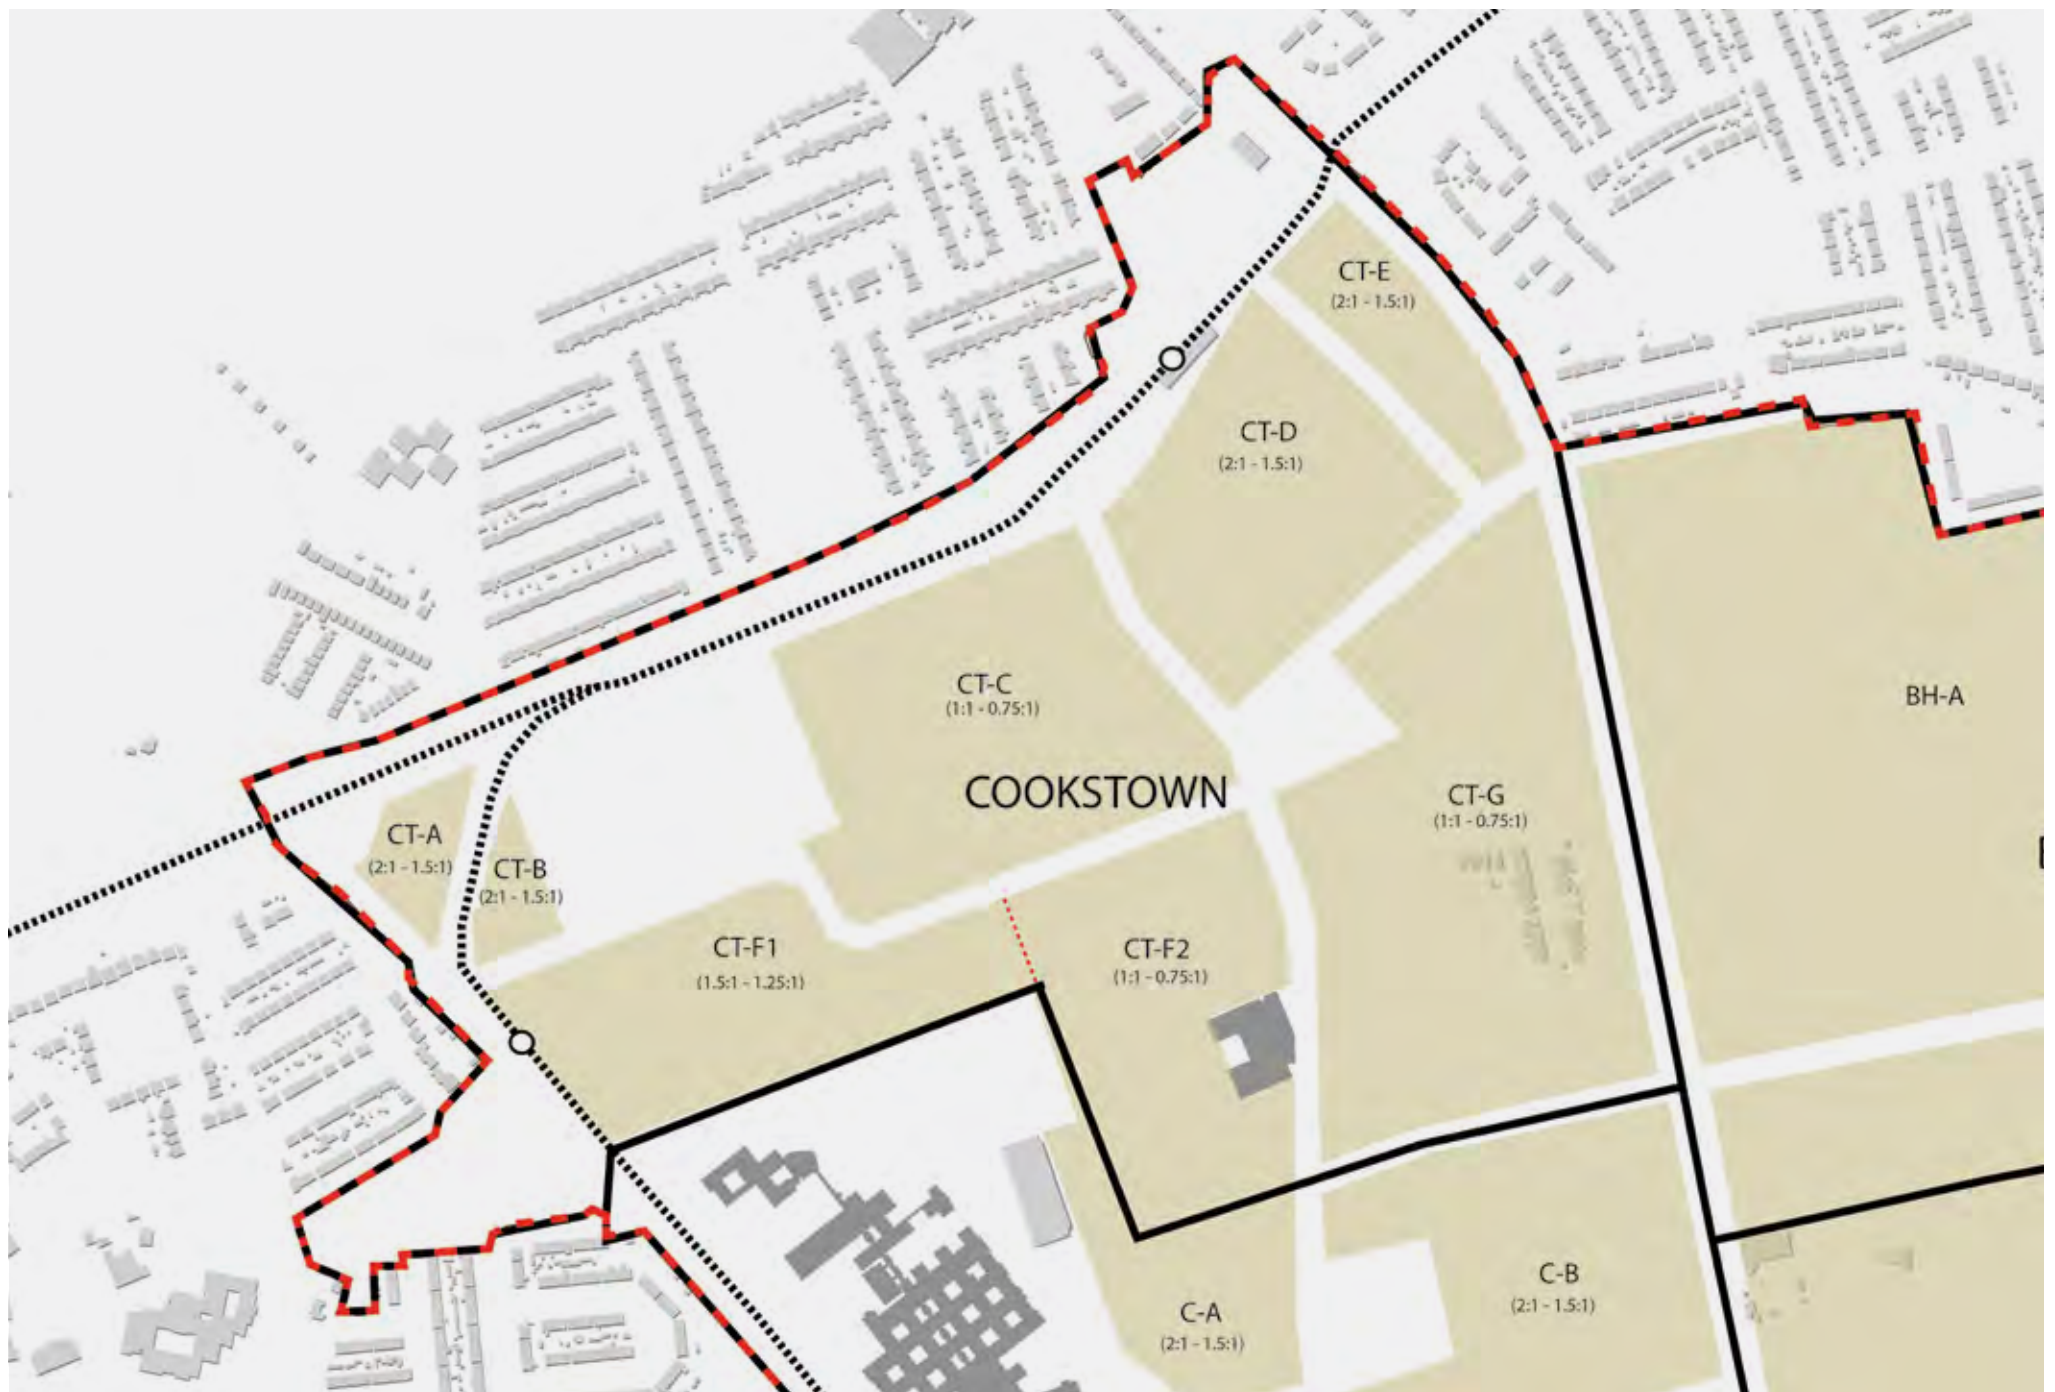 CT-E
(2:1 - 1.5:1)
CT-D
(2:1 - 1.5:1)
CT-C
(1:1 - 0.75:1)
BH-A
COOKSTOWN
CT-G
(1:1 - 0.75:1)
CT-A
(2:1 - 1.5:1)
CT-B
(2:1 - 1.5:1)
CT-F1
(1.5:1 - 1.25:1)
CT-F2
(1:1 - 0.75:1)
C-B
(2:1 - 1.5:1)
C-A
(2:1 - 1.5:1)